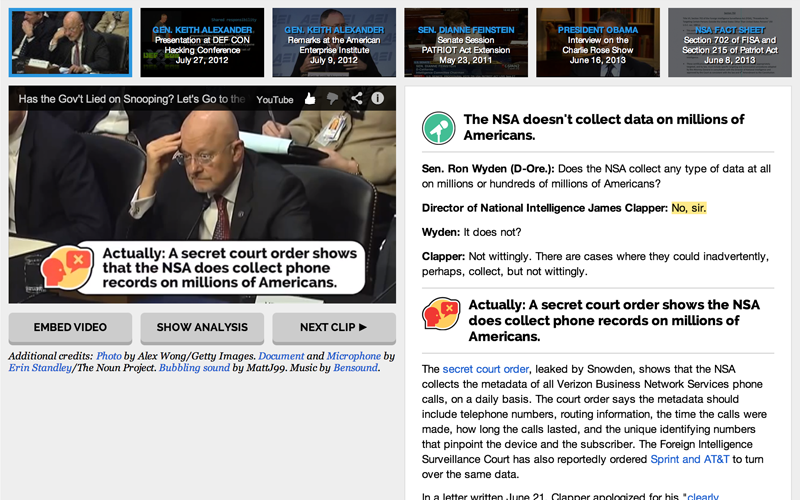 GEN. KEITH ALEXANDER
Presentation at DEF CON
Hacking Conference
July 27, 2012
GEN. KEITH ALEXANDER
Remarks at the American
Enterprise Institute
July 9, 2012
SEN. DIANNE FEINSTEIN
Senate Session
PATRIOT Act Extension
May 23, 2011
PRESIDENT OBAMA
Interview on the
Charlie Rose Show
June 16, 2013
NSA FACT SHEET
Section 702 of FISA and
Section 215 of Patriot Act
June 8, 2013
Has the Gov't Lied on Snooping? Let's Go to the
YouTube
Actually: A secret court order shows
that the NSA does collect phone
records on millions of Americans.
EMBED VIDEO
SHOW ANALYSIS
NEXT CLIP ▶
Additional credits: Photo by Alex Wong/Getty Images. Document and Microphone by
Erin Standley/The Noun Project. Bubbling sound by MattJ99. Music by Bensound.
The NSA doesn't collect data on millions of
Americans.
Sen. Ron Wyden (D-Ore.): Does the NSA collect any type of data at all
on millions or hundreds of millions of Americans?
Director of National Intelligence James Clapper: No, sir.
Wyden: It does not?
Clapper: Not wittingly. There are cases where they could inadvertently,
perhaps, collect, but not wittingly.
Actually: A secret court order shows the NSA
does collect phone records on millions of
Americans.
The secret court order, leaked by Snowden, shows that the NSA
collects the metadata of all Verizon Business Network Services phone
calls, on a daily basis. The court order says the metadata should
include telephone numbers, routing information, the time the calls were
made, how long the calls lasted, and the unique identifying numbers
that pinpoint the device and the subscriber. The Foreign Intelligence
Surveillance Court has also reportedly ordered Sprint and AT&T to turn
over the same data.
In a letter written June 21, Clapper apologized for his "clearly